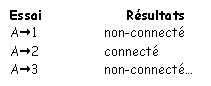 Essai Résultats
A→1 non-connecté
A→2 connecté
A→3 non-connecté...